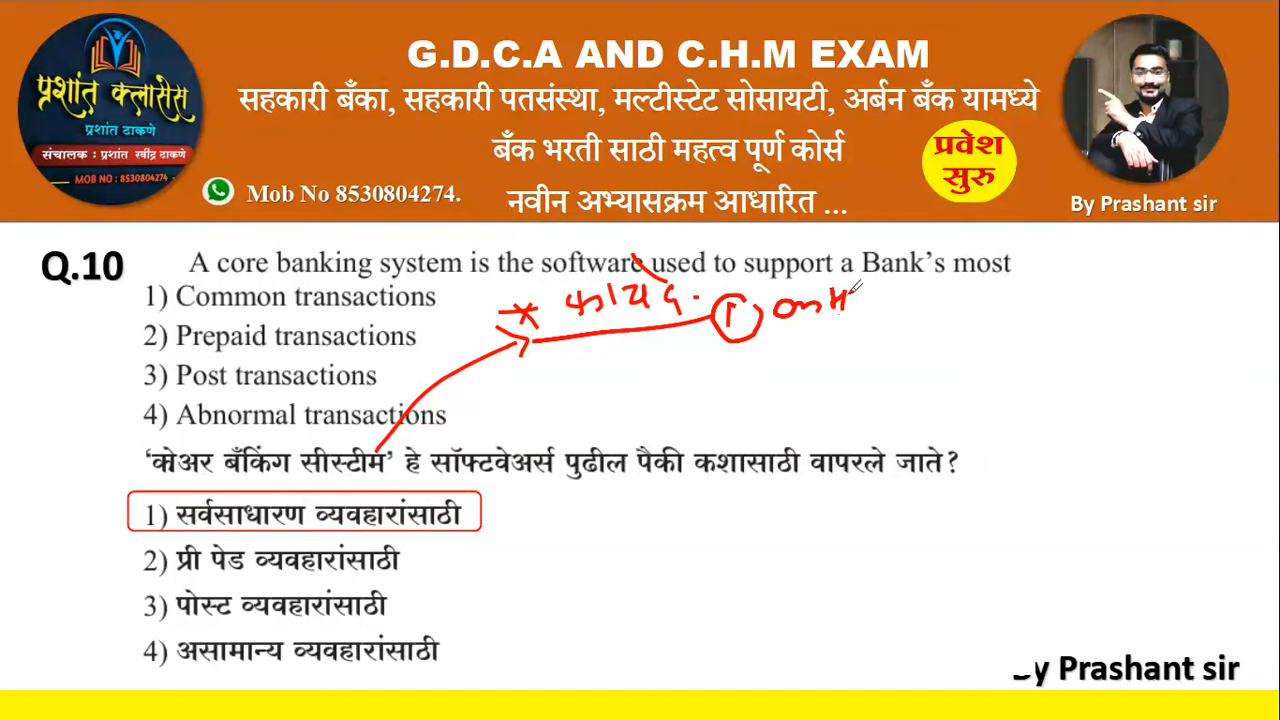 प्रशांत क्लासेस
प्रशांत ठाकणे
संचालक : प्रशांत रवींद्र ठाकणे
MOB NO : 8530804274
G.D.C.A AND C.H.M EXAM
सहकारी बँका, सहकारी पतसंस्था, मल्टीस्टेट सोसायटी, अर्बन बँक यामध्ये
बँक भरती साठी महत्व पूर्ण कोर्स
Mob No 8530804274.
नवीन अभ्यासक्रम आधारित ...
प्रवेश
सुरु
By Prashant sir
Q.10 A core banking system is the software used to support a Bank's most
1) Common transactions
2) Prepaid transactions
3) Post transactions
4) Abnormal transactions
'कोअर बँकिंग सीस्टीम' हे सॉफ्टवेअर्स पुढील पैकी कशासाठी वापरले जाते?
1) सर्वसाधारण व्यवहारांसाठी
2) प्री पेड व्यवहारांसाठी
3) पोस्ट व्यवहारांसाठी
4) असामान्य व्यवहारांसाठी
By Prashant sir